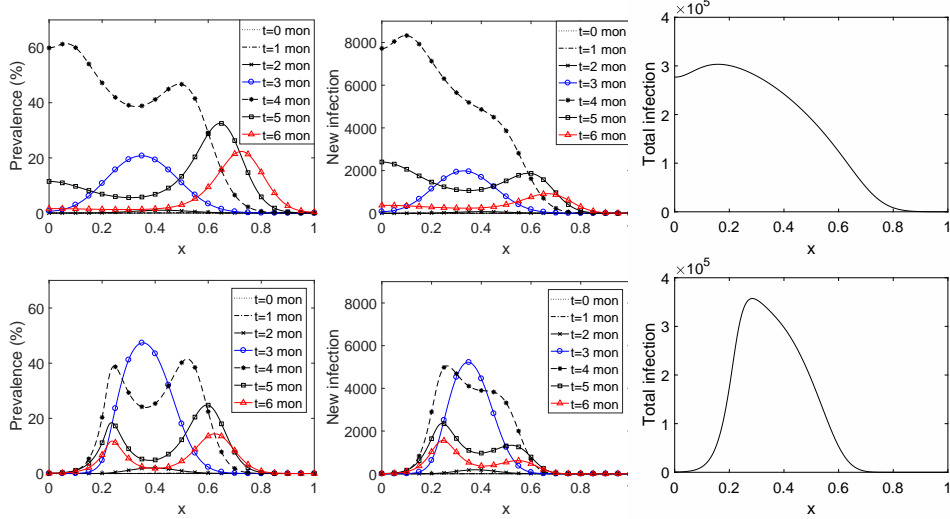 Prevalence (%)
60
40
20
0
0 0.2 0.4 0.6 0.8 1
x
t=0 mon
t=1 mon
t=2 mon
t=3 mon
t=4 mon
t=5 mon
t=6 mon
New infection
8000
6000
4000
2000
0
0 0.2 0.4 0.6 0.8
x
t=0 mon
t=1 mon
t=2 mon
t=3 mon
t=4 mon
t=5 mon
t=6 mon
×10⁵
Total infection
4
3
2
1
0
0 0.2 0.4 0.6 0.8 1
x
Prevalence (%)
60
40
20
0
0 0.2 0.4 0.6 0.8 1
x
t=0 mon
t=1 mon
t=2 mon
t=3 mon
t=4 mon
t=5 mon
t=6 mon
New infection
8000
6000
4000
2000
0
0 0.2 0.4 0.6 0.8
x
t=0 mon
t=1 mon
t=2 mon
t=3 mon
t=4 mon
t=5 mon
t=6 mon
×10⁵
Total infection
4
3
2
1
0
0 0.2 0.4 0.6 0.8 1
x